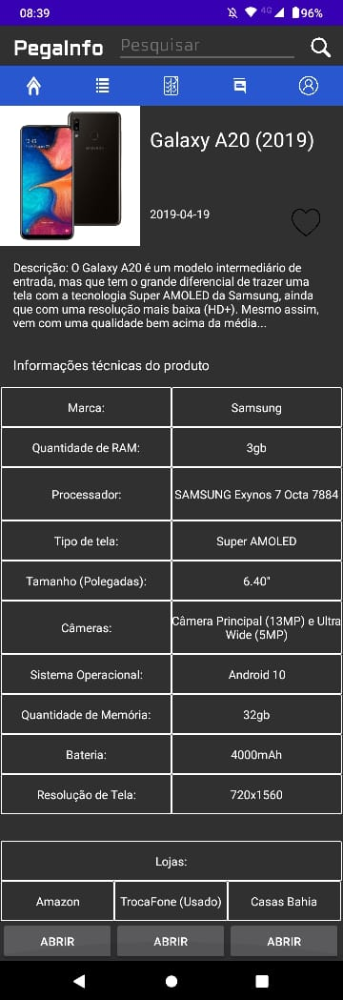 08:39
4G
96%
PegaInfo
Pesquisar
Galaxy A20 (2019)
2019-04-19
Descrição: O Galaxy A20 é um modelo intermediário de
entrada, mas que tem o grande diferencial de trazer uma
tela com a tecnologia Super AMOLED da Samsung, ainda
que com uma resolução mais baixa (HD+). Mesmo assim,
vem com uma qualidade bem acima da média...
Informações técnicas do produto
Marca: Samsung
Quantidade de RAM: 3gb
Processador: SAMSUNG Exynos 7 Octa 7884
Tipo de tela: Super AMOLED
Tamanho (Polegadas): 6.40"
Câmeras: Câmera Principal (13MP) e Ultra
Wide (5MP)
Sistema Operacional: Android 10
Quantidade de Memória: 32gb
Bateria: 4000mAh
Resolução de Tela: 720x1560
Lojas:
Amazon TrocaFone (Usado) Casas Bahia
ABRIR ABRIR ABRIR